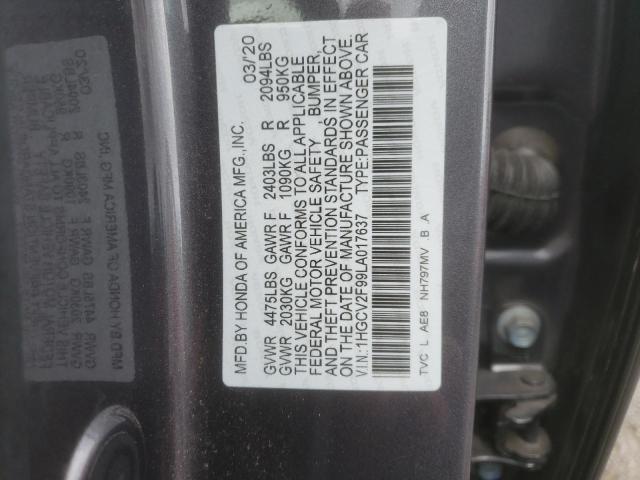 MFD.BY HONDA OF AMERICA MFG.,INC. 03/20
GVWR 4475LBS GAWR F 2403LBS R 2094LBS
GVWR 2030KG GAWR F 1090KG R 950KG
THIS VEHICLE CONFORMS TO ALL APPLICABLE
FEDERAL MOTOR VEHICLE SAFETY, BUMPER,
AND THEFT PREVENTION STANDARDS IN EFFECT
ON THE DATE OF MANUFACTURE SHOWN ABOVE.
V.I.N.:1HGCV2F99LA017637 TYPE:PASSENGER CAR
TVC L AE8 NH797MV .B .A